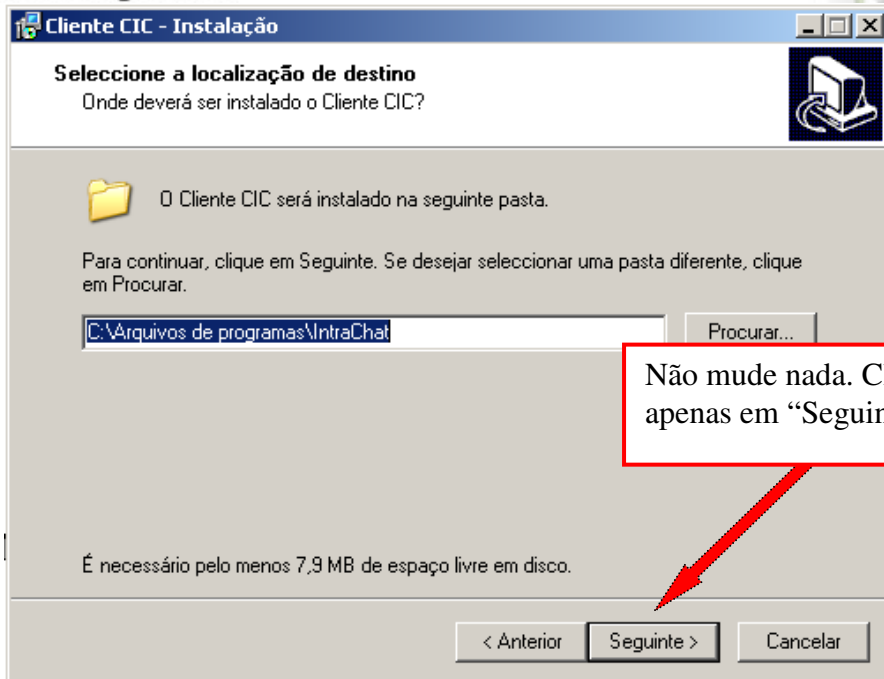 Cliente CIC - Instalação
Seleccione a localização de destino
Onde deverá ser instalado o Cliente CIC?
O Cliente CIC será instalado na seguinte pasta.
Para continuar, clique em Seguinte. Se desejar seleccionar uma pasta diferente, clique
em Procurar.
C:\Arquivos de programas\IntraChat
Procurar...
Não mude nada.
apenas em
É necessário pelo menos 7,9 MB de espaço livre em disco.
< Anterior
Seguinte >
Cancelar